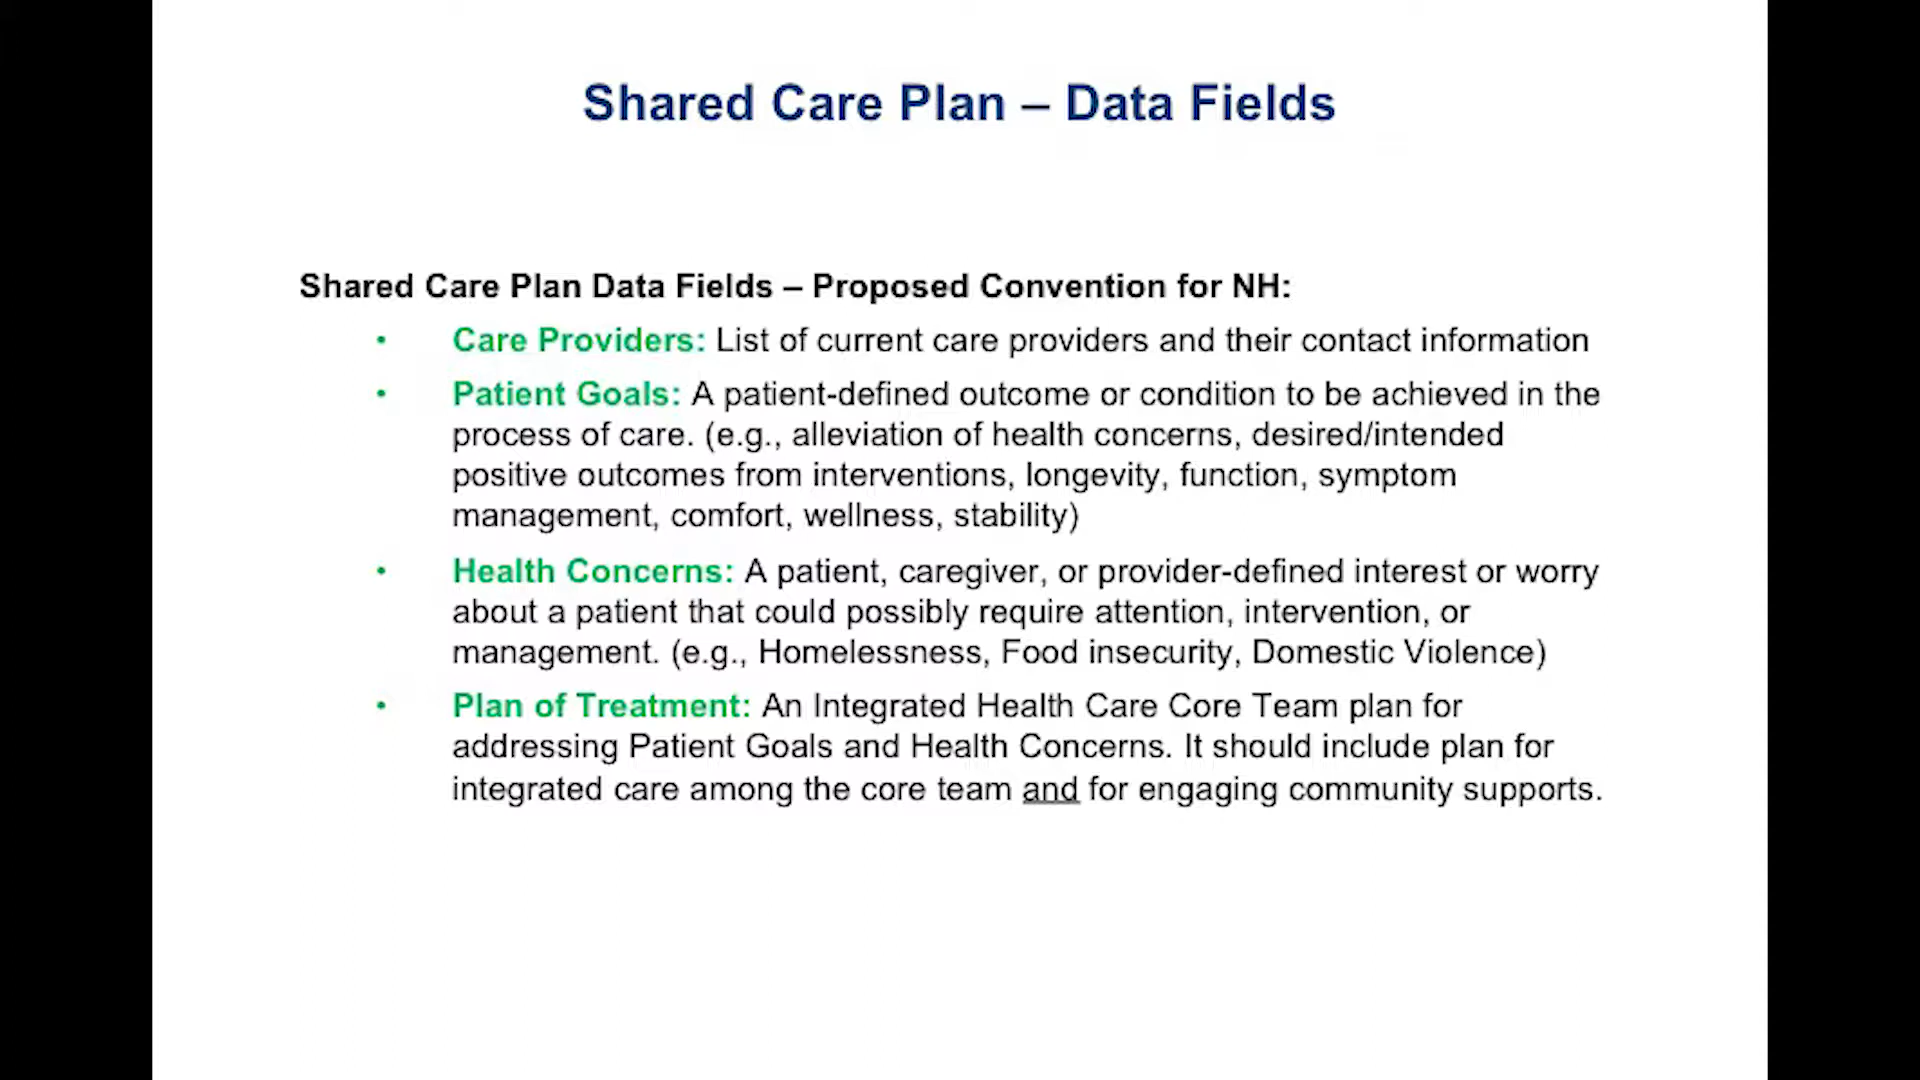 Shared Care Plan – Data Fields
Shared Care Plan Data Fields – Proposed Convention for NH:
• Care Providers: List of current care providers and their contact information
• Patient Goals: A patient-defined outcome or condition to be achieved in the
process of care. (e.g., alleviation of health concerns, desired/intended
positive outcomes from interventions, longevity, function, symptom
management, comfort, wellness, stability)
• Health Concerns: A patient, caregiver, or provider-defined interest or worry
about a patient that could possibly require attention, intervention, or
management. (e.g., Homelessness, Food insecurity, Domestic Violence)
• Plan of Treatment: An Integrated Health Care Core Team plan for
addressing Patient Goals and Health Concerns. It should include plan for
integrated care among the core team and for engaging community supports.